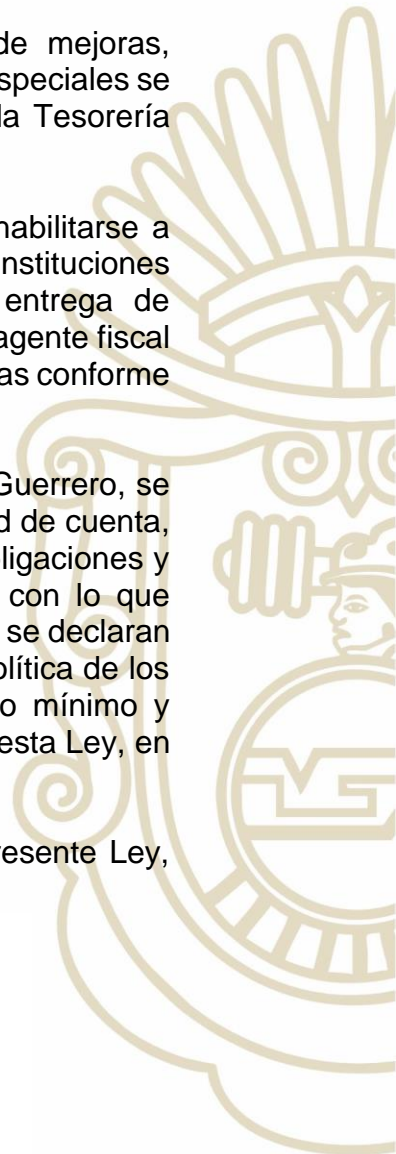 de mejoras,
speciales se
la Tesorería
habilitarse a
nstituciones
entrega de
agente fiscal
as conforme
Guerrero, se
d de cuenta,
ligaciones y
con lo que
se declaran
olítica de los
o mínimo y
esta Ley, en
resente Ley,